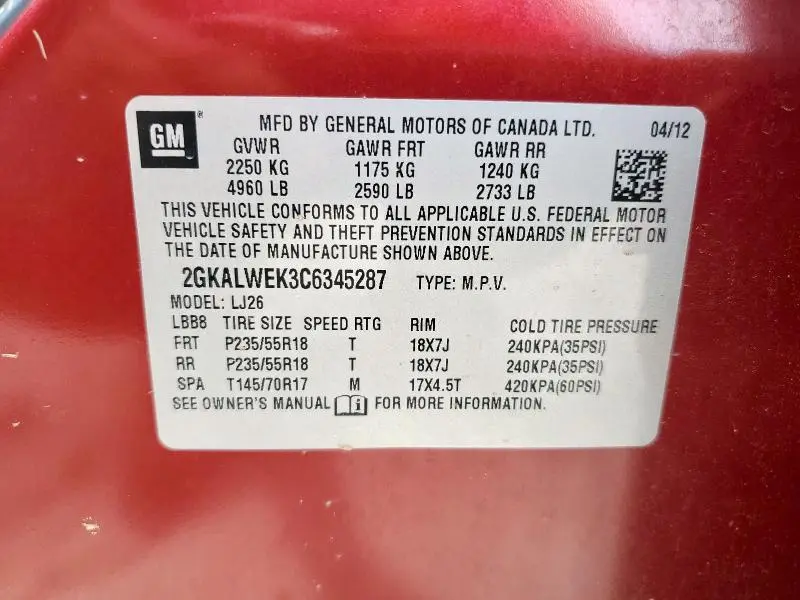 GM®
MFD BY GENERAL MOTORS OF CANADA LTD. 04/12
GVWR GAWR FRT GAWR RR
2250 KG 1175 KG 1240 KG
4960 LB 2590 LB 2733 LB
THIS VEHICLE CONFORMS TO ALL APPLICABLE U.S. FEDERAL MOTOR
VEHICLE SAFETY AND THEFT PREVENTION STANDARDS IN EFFECT ON
THE DATE OF MANUFACTURE SHOWN ABOVE.
2GKALWEK3C6345287 TYPE: M.P.V.
MODEL: LJ26
LBB8 TIRE SIZE SPEED RTG RIM COLD TIRE PRESSURE
FRT P235/55R18 T 18X7J 240KPA(35PSI)
RR P235/55R18 T 18X7J 240KPA(35PSI)
SPA T145/70R17 M 17X4.5T 420KPA(60PSI)
SEE OWNER'S MANUAL i FOR MORE INFORMATION.